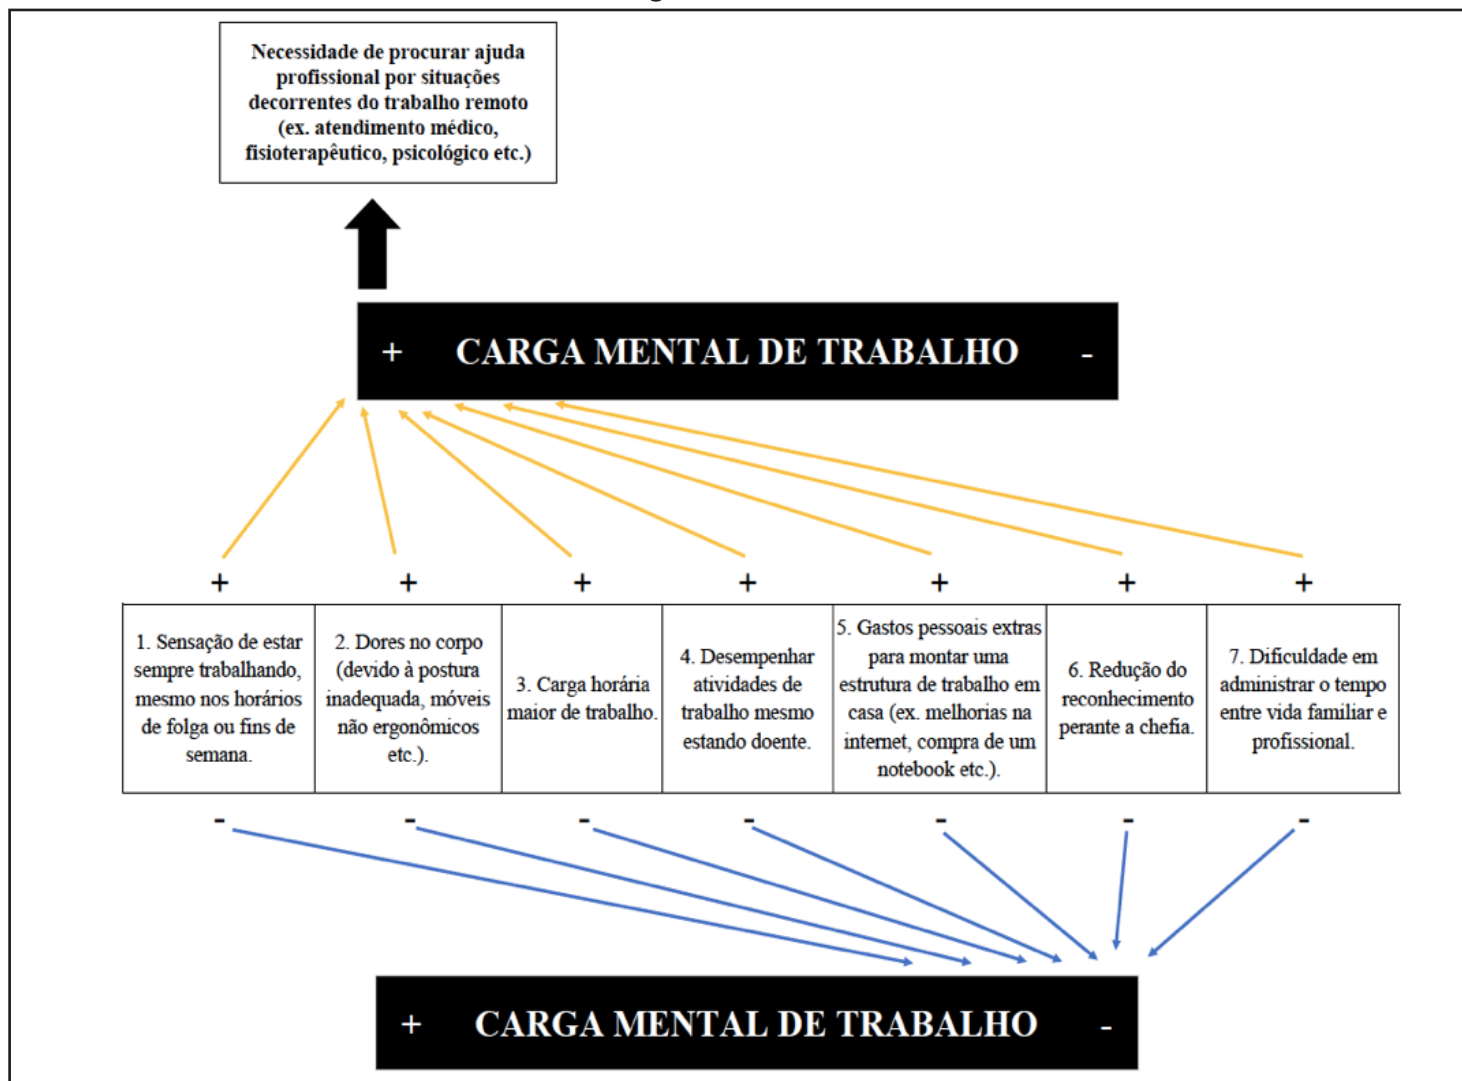 Necessidade de procurar ajuda
profissional por situações
decorrentes do trabalho remoto
(ex. atendimento médico,
fisioterapêutico, psicológico etc.)
+ CARGA MENTAL DE TRABALHO -
+ + + + + + +
1. Sensação de estar
sempre trabalhando,
mesmo nos horários
de folga ou fins de
semana.
2. Dores no corpo
(devido à postura
inadequada, móveis
não ergonômicos
etc.).
3. Carga horária
maior de trabalho.
4. Desempenhar
atividades de
trabalho mesmo
estando doente.
5. Gastos pessoais extras
para montar uma
estrutura de trabalho em
casa (ex. melhorias na
internet, compra de um
notebook etc.).
6. Redução do
reconhecimento
perante a chefia.
7. Dificuldade em
administrar o tempo
entre vida familiar e
profissional.
- - - - - - -
+ CARGA MENTAL DE TRABALHO -